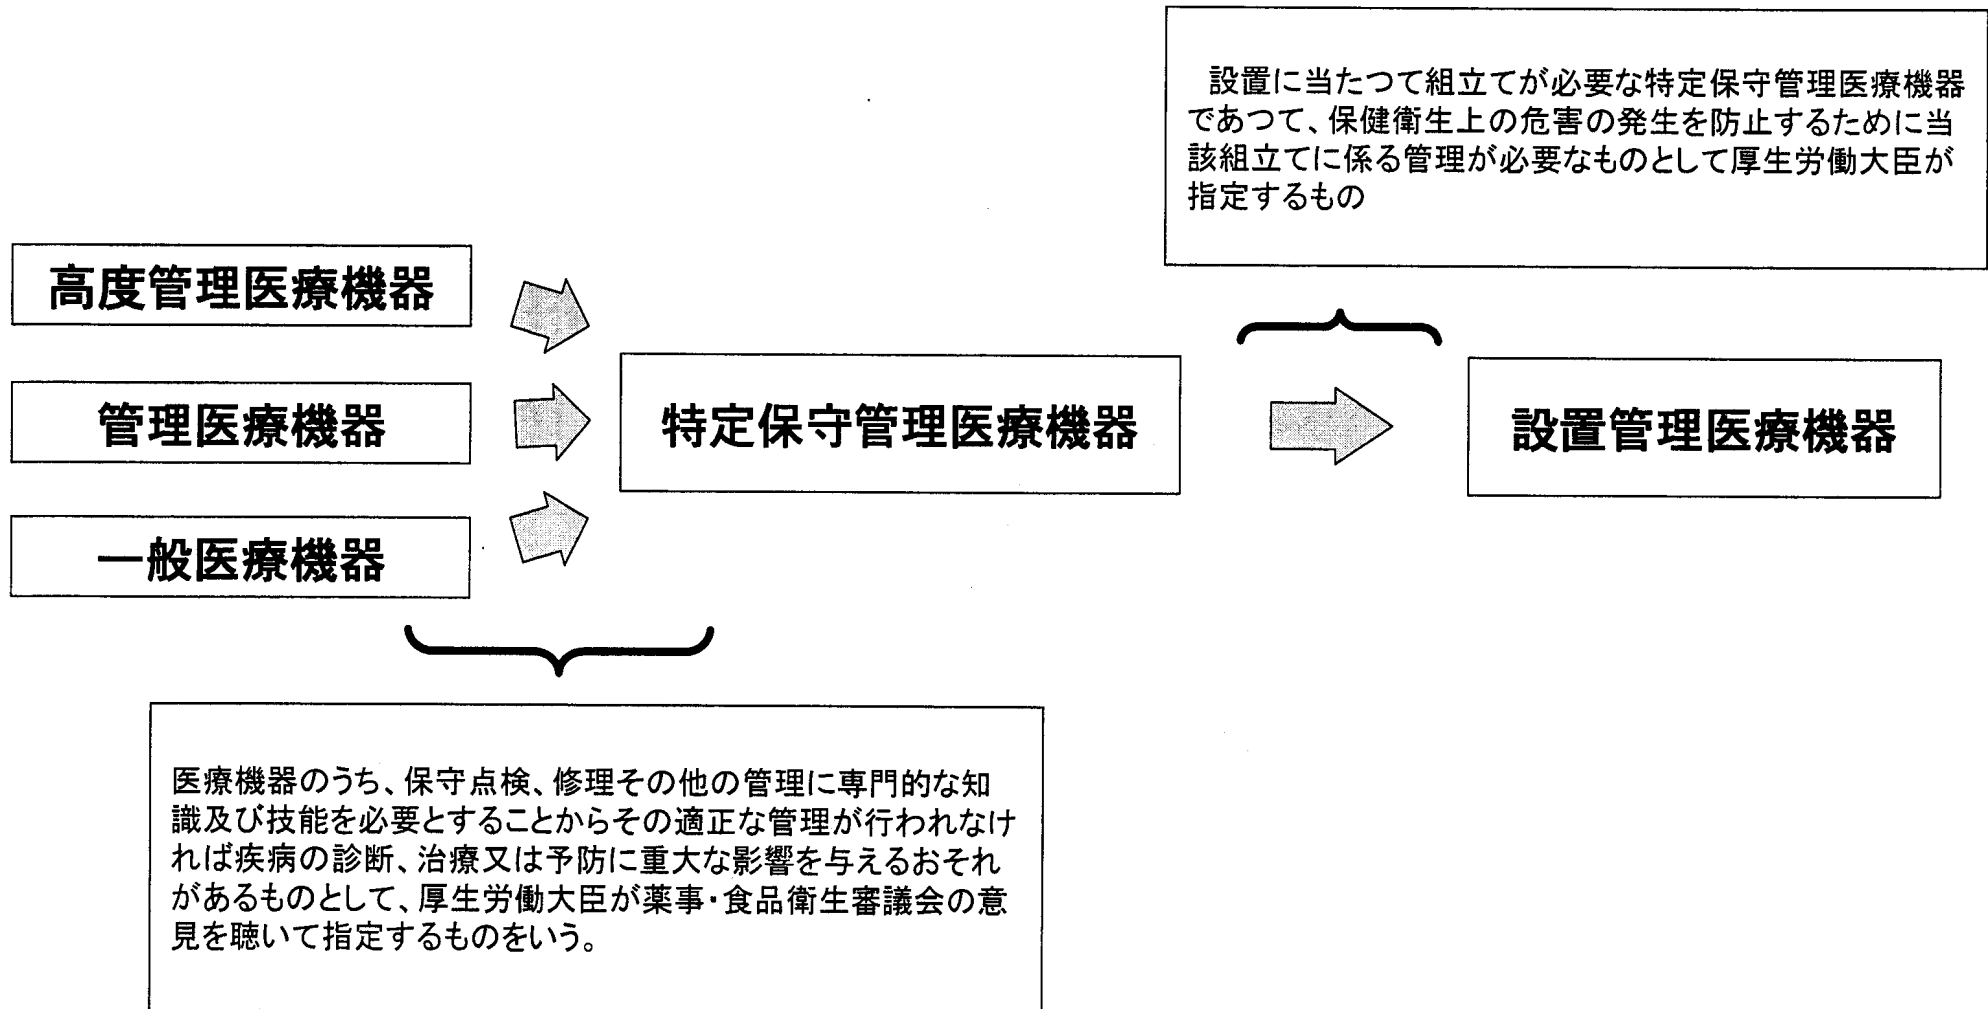 設置に当たつて組立てが必要な特定保守管理医療機器
であつて、保健衛生上の危害の発生を防止するために当
該組立てに係る管理が必要なものとして厚生労働大臣が
指定するもの
高度管理医療機器
管理医療機器
一般医療機器
特定保守管理医療機器
設置管理医療機器
医療機器のうち、保守点検、修理その他の管理に専門的な知
識及び技能を必要とすることからその適正な管理が行われなけ
れば疾病の診断、治療又は予防に重大な影響を与えるおそれ
があるものとして、厚生労働大臣が薬事・食品衛生審議会の意
見を聴いて指定するものをいう。